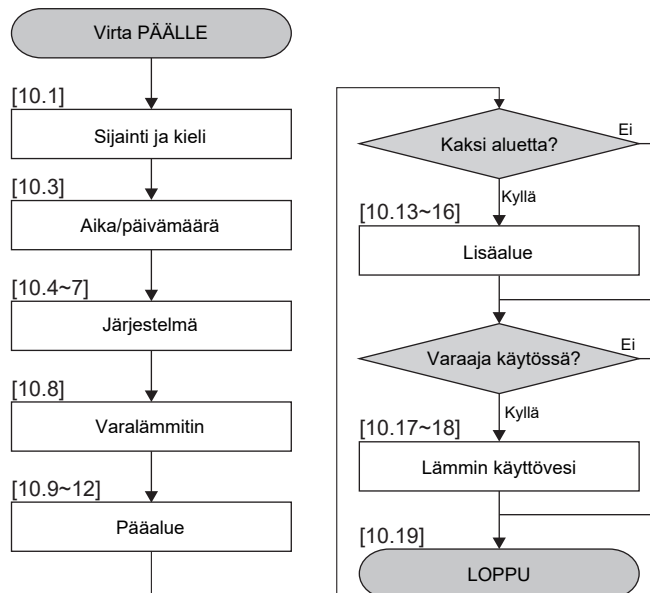 Virta PÄÄLLE
[10.1]
Sijainti ja kieli
[10.3]
Aika/päivämäärä
[10.4~7]
Järjestelmä
[10.8]
Varalämmitin
[10.9~12]
Pääalue
Kaksi aluetta?
Ei
Kyllä
[10.13~16]
Lisäalue
Varaaja käytössä?
Ei
Kyllä
[10.17~18]
Lämmin käyttövesi
[10.19]
LOPPU